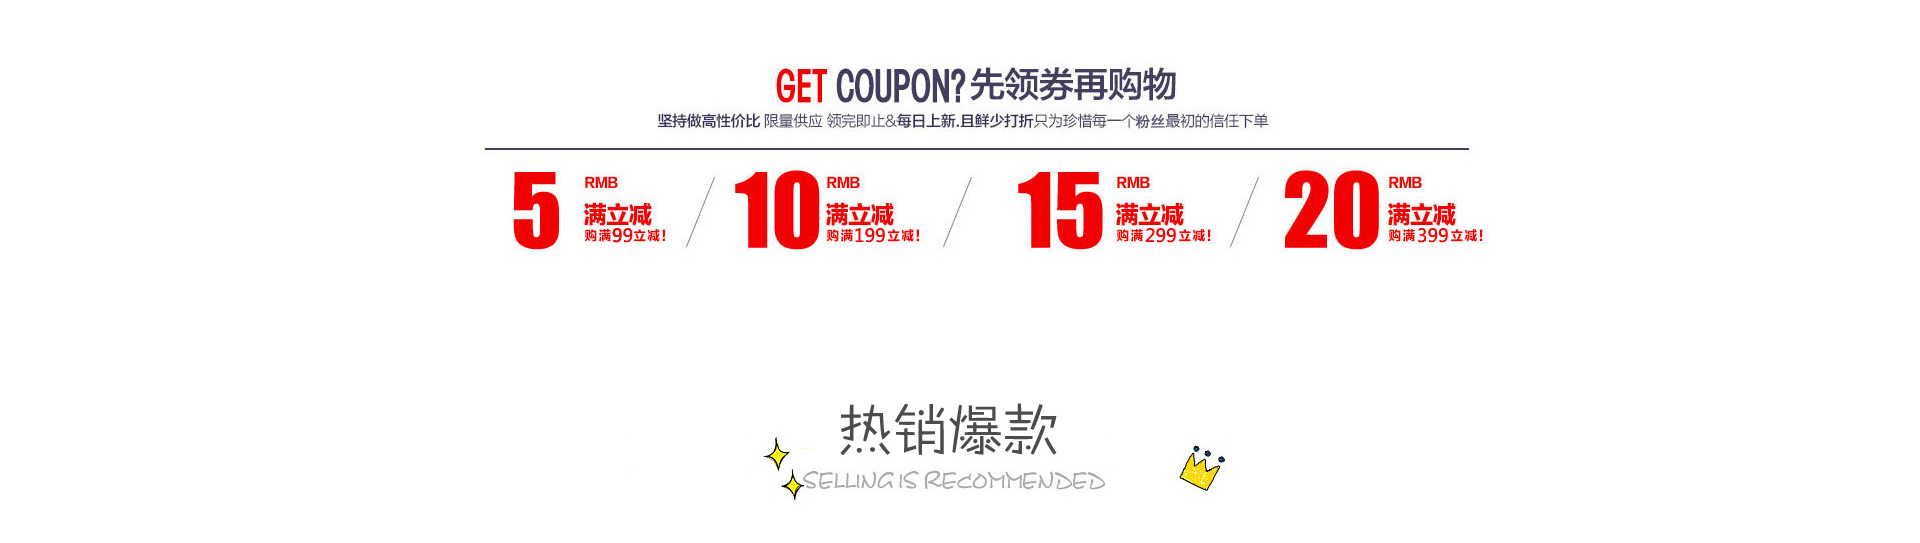 GET COUPON?先领券再购物
坚持做高性价比 限量供应 领完即止&每日上新.且鲜少打折只为珍惜每一个粉丝最初的信任下单
5 RMB
满立减
购满99立减!
10 RMB
满立减
购满199立减!
15 RMB
满立减
购满299立减!
20 RMB
满立减
购满399立减!
热销爆款
SELLING IS RECOMMENDED